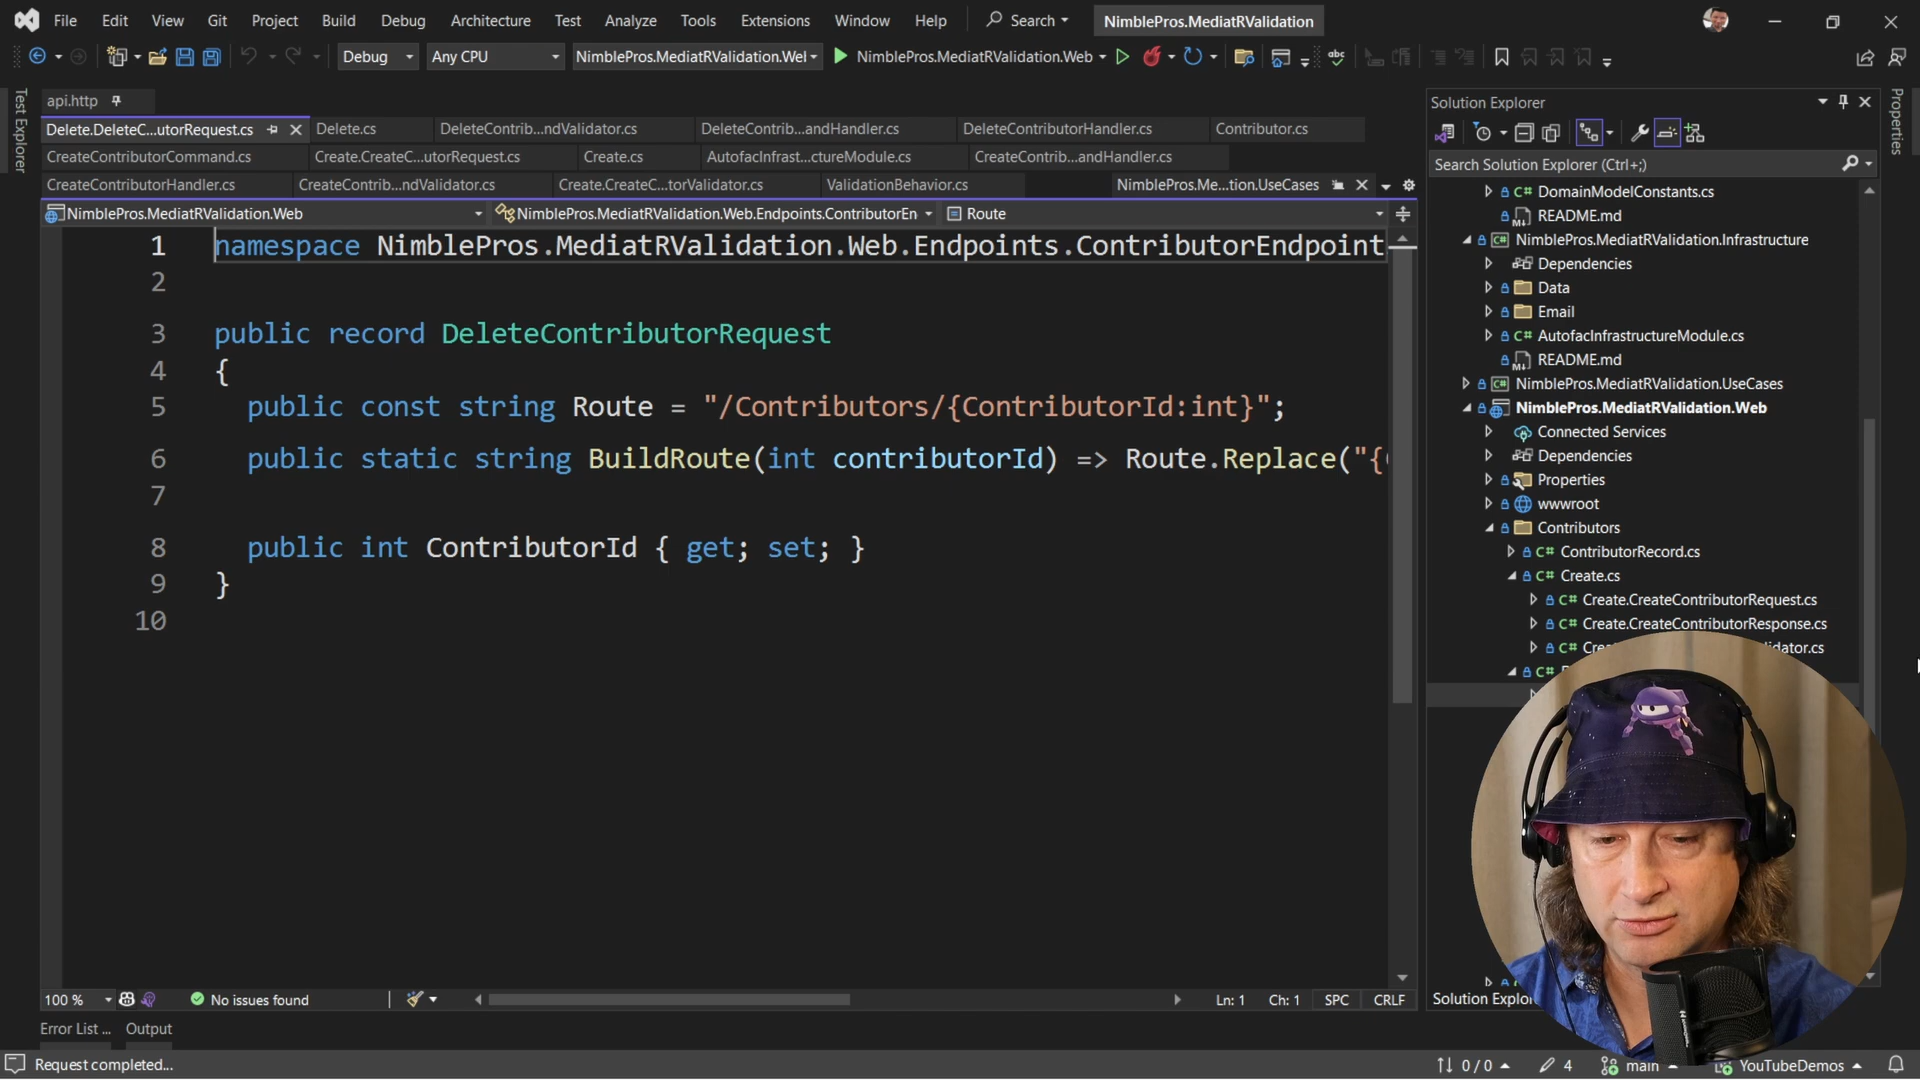 File Edit View Git Project Build Debug Architecture Test Analyze Tools Extensions Window Help Search NimblePros.MediatRValidation
Debug Any CPU NimblePros.MediatRValidation.Wel NimblePros.MediatRValidation.Web
Test Explorer
api.http
Delete.DeleteC...utorRequest.cs Delete.cs DeleteContrib...ndValidator.cs DeleteContrib...andHandler.cs DeleteContributorHandler.cs Contributor.cs
CreateContributorCommand.cs Create.CreateC...utorRequest.cs Create.cs AutofacInfrast...ctureModule.cs CreateContrib...andHandler.cs
CreateContributorHandler.cs CreateContrib...ndValidator.cs Create.CreateC...torValidator.cs ValidationBehavior.cs NimblePros.Me...tion.UseCases
NimblePros.MediatRValidation.Web NimblePros.MediatRValidation.Web.Endpoints.ContributorEn Route
1 namespace NimblePros.MediatRValidation.Web.Endpoints.ContributorEndpoint
2
3 public record DeleteContributorRequest
4 {
5 public const string Route = "/Contributors/{ContributorId:int}";
6 public static string BuildRoute(int contributorId) => Route.Replace("{
7
8 public int ContributorId { get; set; }
9 }
10
100 % No issues found Ln: 1 Ch: 1 SPC CRLF
Error List ... Output
Request completed...
Solution Explorer
Properties
Search Solution Explorer (Ctrl+;)
C# DomainModelConstants.cs
README.md
C# NimblePros.MediatRValidation.Infrastructure
Dependencies
Data
Email
C# AutofacInfrastructureModule.cs
README.md
C# NimblePros.MediatRValidation.UseCases
NimblePros.MediatRValidation.Web
Connected Services
Dependencies
Properties
wwwroot
Contributors
C# ContributorRecord.cs
C# Create.cs
C# Create.CreateContributorRequest.cs
C# Create.CreateContributorResponse.cs
C# Cre idator.cs
C#
Solution Explo
0 / 0 4 main YouTubeDemos